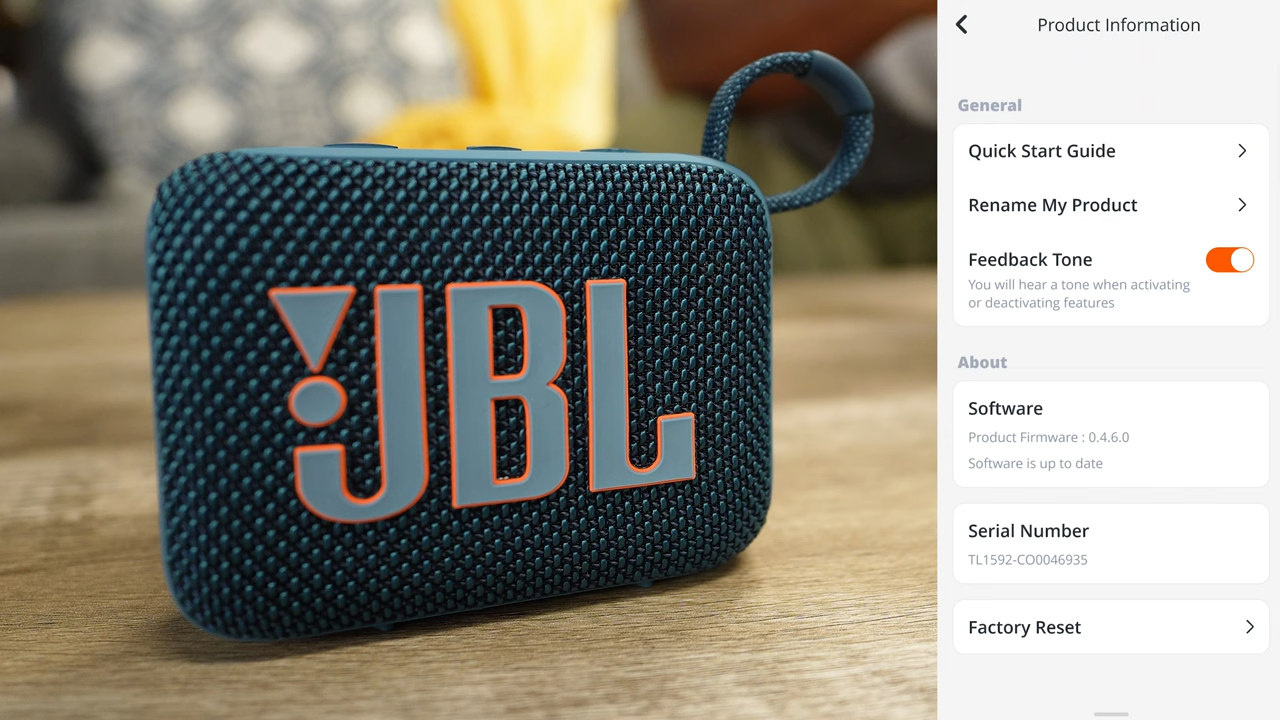 JBL
Product Information
General
Quick Start Guide
Rename My Product
Feedback Tone
You will hear a tone when activating
or deactivating features
About
Software
Product Firmware : 0.4.6.0
Software is up to date
Serial Number
TL1592-CO0046935
Factory Reset